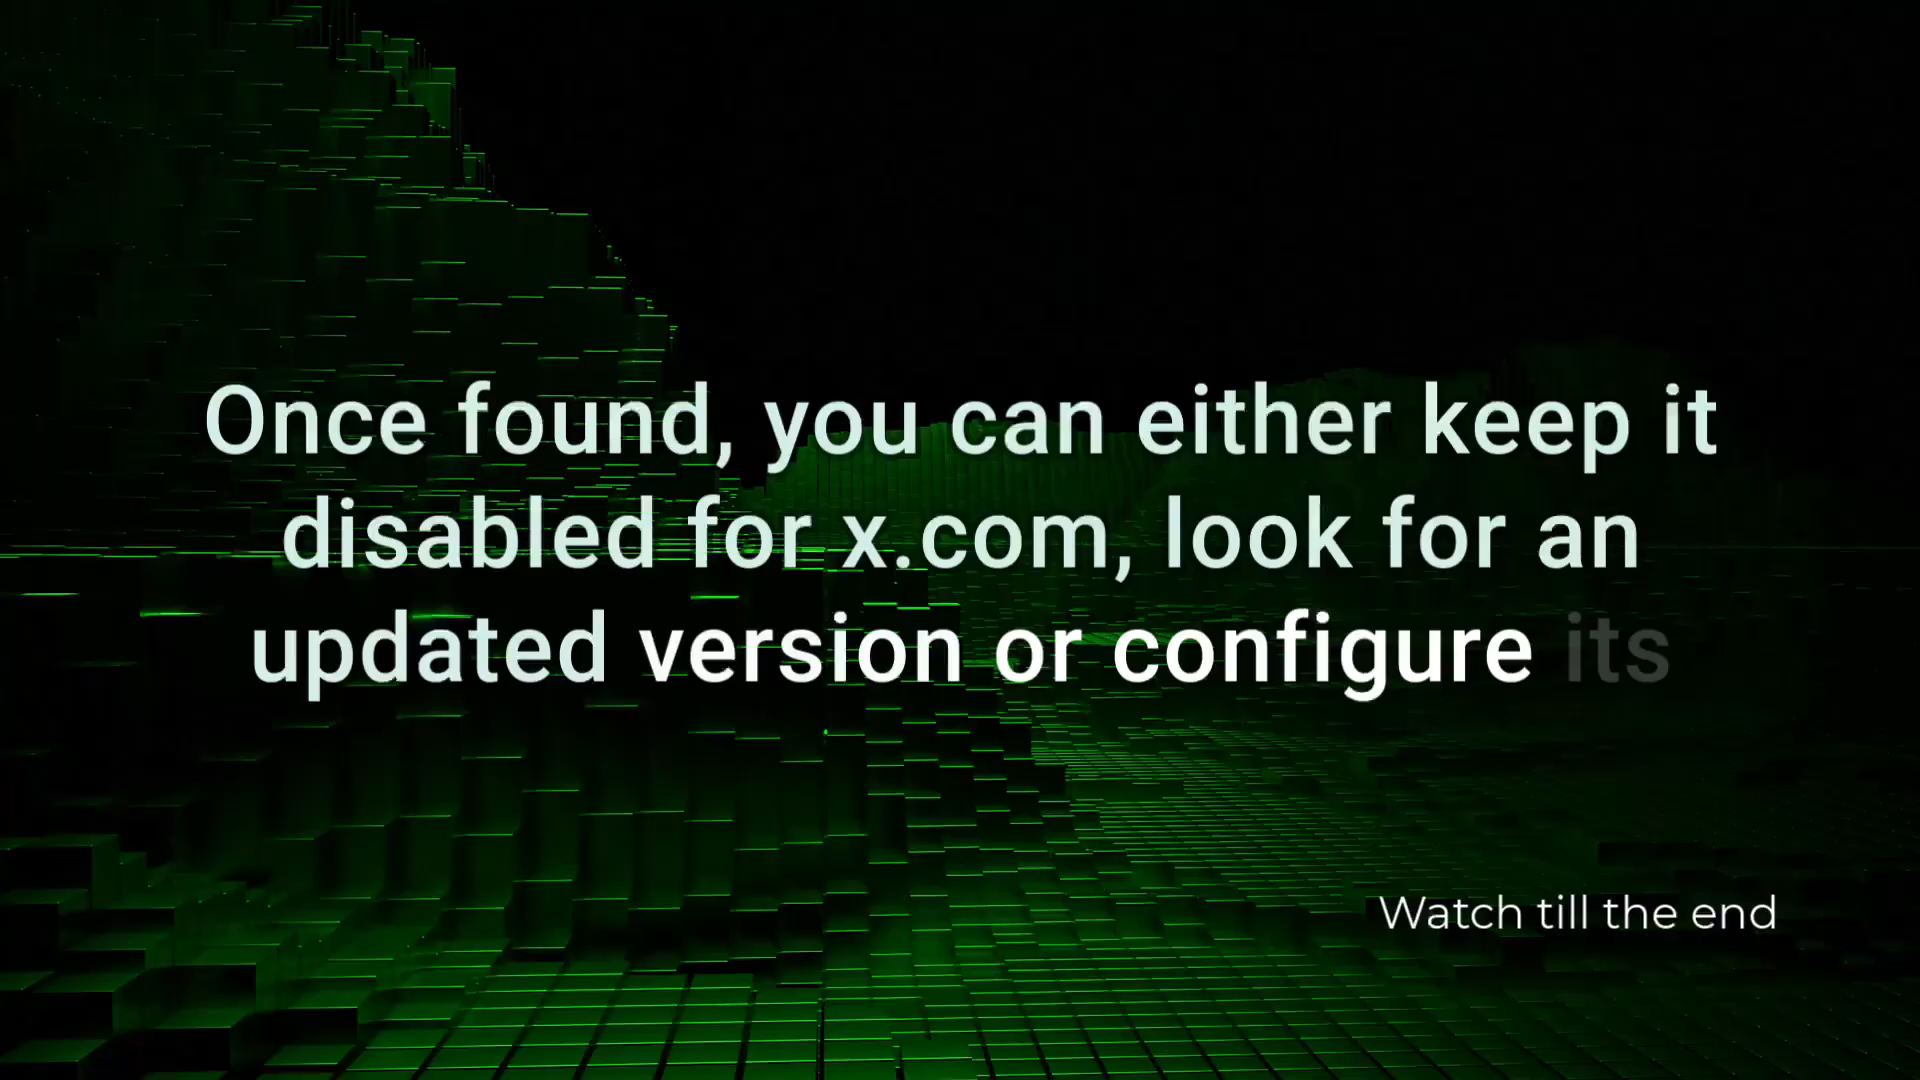 Once found, you can either keep it
disabled for x.com, look for an
updated version or configure its
Watch till the end